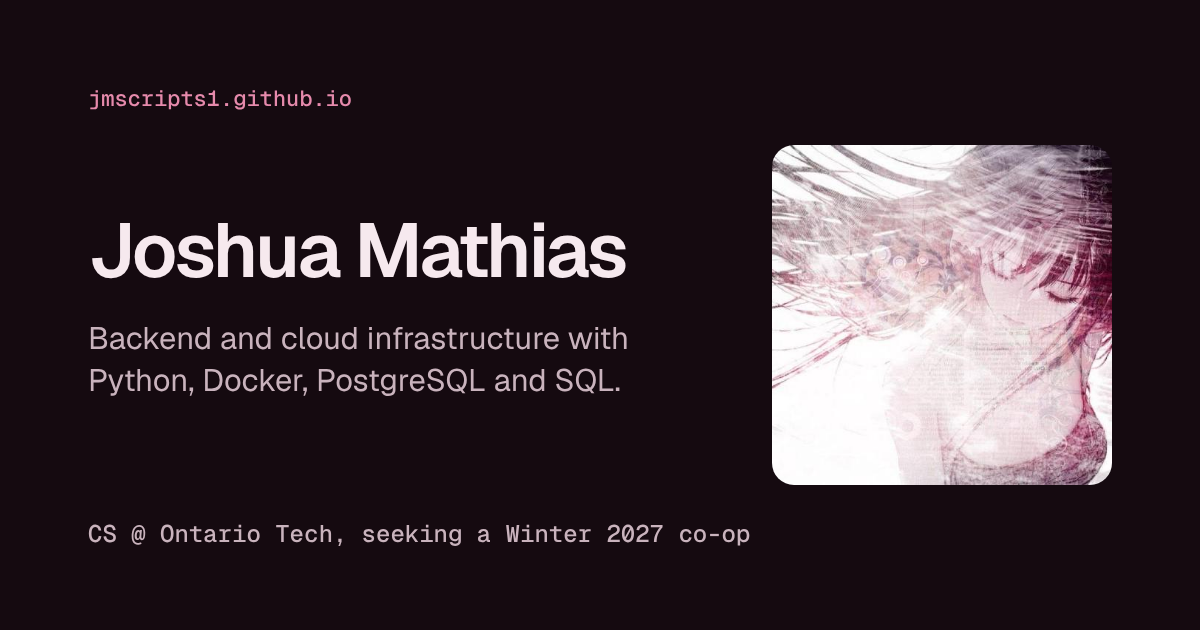 jmscripts1.github.io
Joshua Mathias
Backend and cloud infrastructure with
Python, Docker, PostgreSQL and SQL.
CS @ Ontario Tech, seeking a Winter 2027 co-op